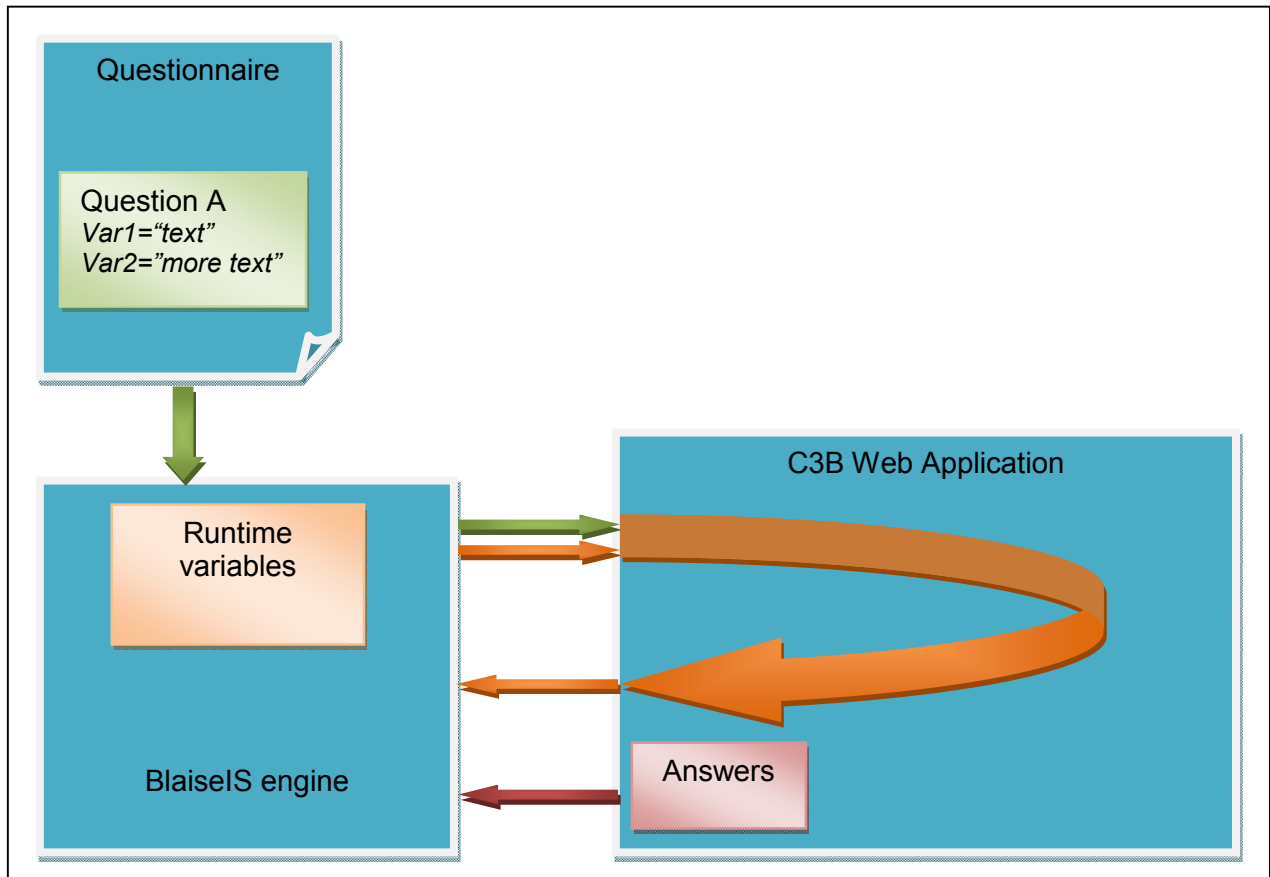 Questionnaire
Question A
Var1=“text”
Var2=”more text”
Runtime
variables
BlaiseIS engine
C3B Web Application
Answers